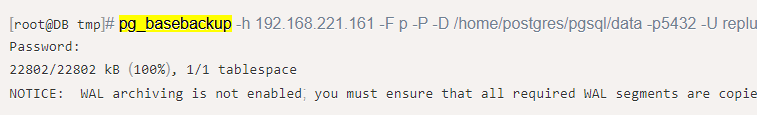 [root@DB tmp]# pg_basebackup -h 192.168.221.161 -F p -P -D /home/postgres/pgsql/data -p5432 -U replu
Password:
22802/22802 kB (100%), 1/1 tablespace
NOTICE:  WAL archiving is not enabled; you must ensure that all required WAL segments are copie